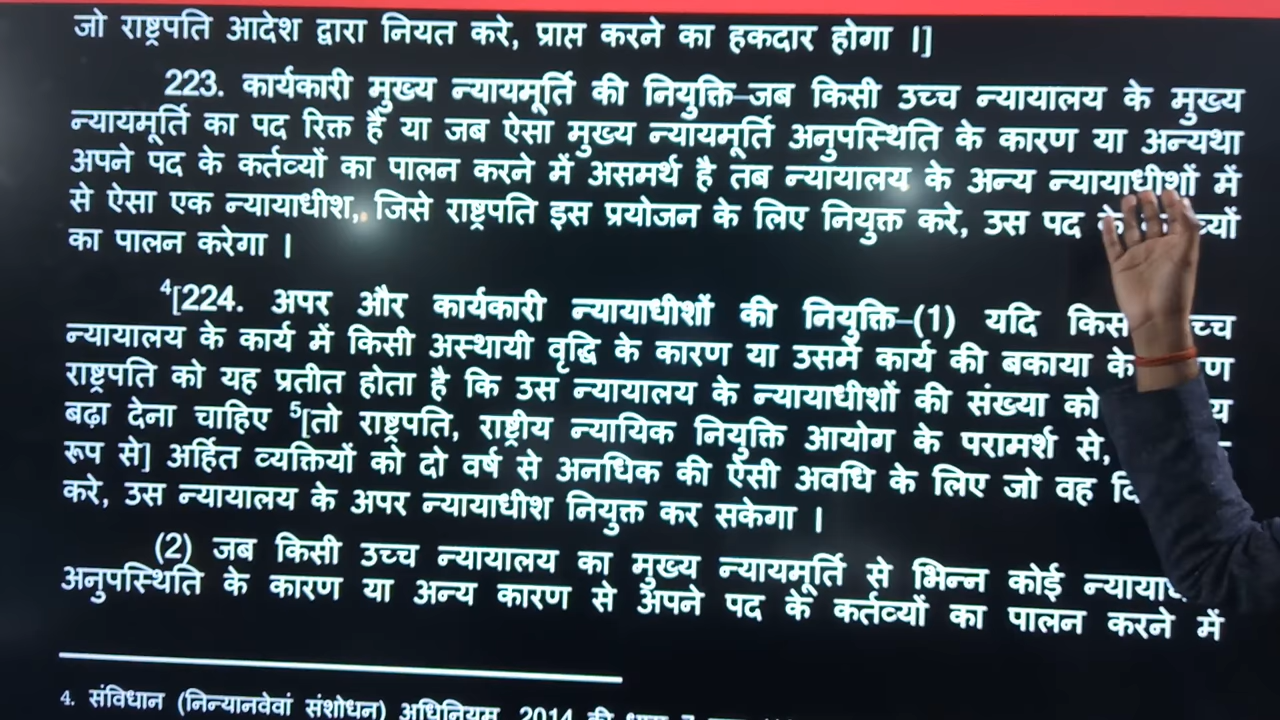 जो राष्ट्रपति आदेश द्वारा नियत करे, प्राप्त करने का हकदार होगा ।]
223. कार्यकारी मुख्य न्यायमूर्ति की नियुक्ति–जब किसी उच्च न्यायालय के मुख्य
न्यायमूर्ति का पद रिक्त है या जब ऐसा मुख्य न्यायमूर्ति अनुपस्थिति के कारण या अन्यथा
अपने पद के कर्तव्यों का पालन करने में असमर्थ है तब न्यायालय के अन्य न्यायाधीशों में
से ऐसा एक न्यायाधीश, जिसे राष्ट्रपति इस प्रयोजन के लिए नियुक्त करे, उस पद के
का पालन करेगा ।
4[224. अपर और कार्यकारी न्यायाधीशों की नियुक्ति–(1) यदि
न्यायालय के कार्य में किसी अस्थायी वृद्धि के कारण या उसमें कार्य की बकाया के
राष्ट्रपति को यह प्रतीत होता है कि उस न्यायालय के न्यायाधीशों की संख्या को
बढ़ा देना चाहिए 5[तो राष्ट्रपति, राष्ट्रीय न्यायिक नियुक्ति आयोग के परामर्श से,
रूप से] अर्हित व्यक्तियों को दो वर्ष से अनधिक की ऐसी अवधि के लिए जो वह
करे, उस न्यायालय के अपर न्यायाधीश नियुक्त कर सकेगा ।
(2) जब किसी उच्च न्यायालय का मुख्य न्यायमूर्ति से भिन्न कोई
अनुपस्थिति के कारण या अन्य कारण से अपने पद के कर्तव्यों का पालन करने में
4. संविधान (निन्यानवेवां संशोधन) अधिनियम, 2014 की